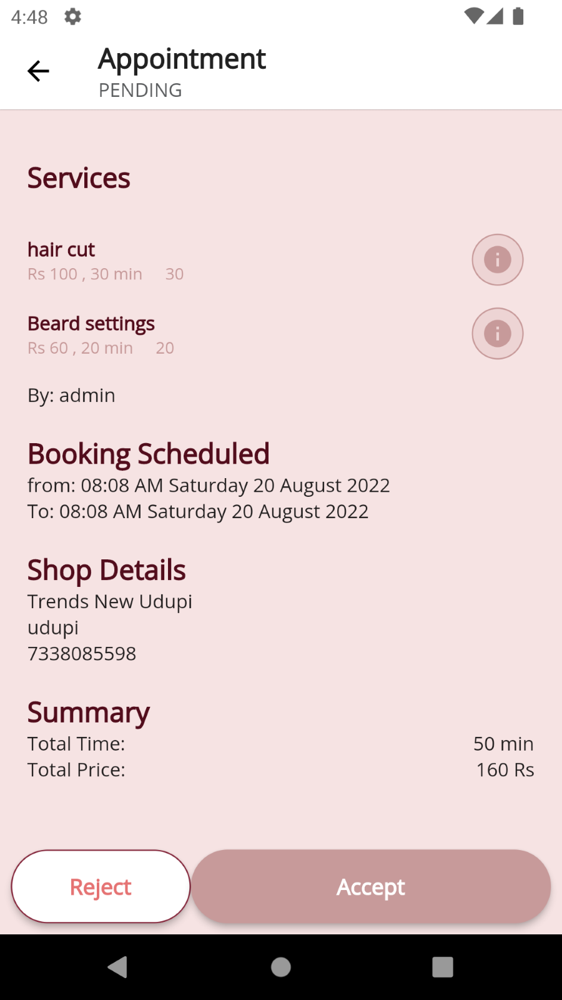 4:48
Appointment
PENDING
Services
hair cut
Rs 100 , 30 min 30
Beard settings
Rs 60 , 20 min 20
By: admin
Booking Scheduled
from: 08:08 AM Saturday 20 August 2022
To: 08:08 AM Saturday 20 August 2022
Shop Details
Trends New Udupi
udupi
7338085598
Summary
Total Time: 50 min
Total Price: 160 Rs
Reject Accept